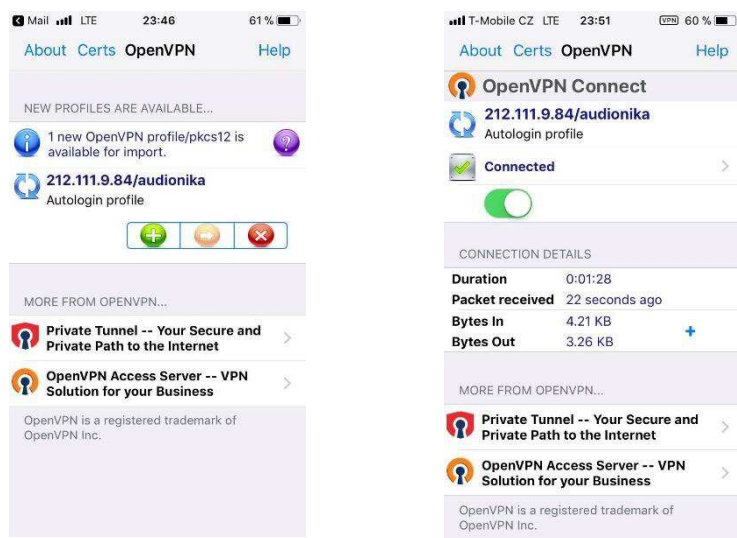 Mail LTE 23:46 61 %
About Certs OpenVPN Help
NEW PROFILES ARE AVAILABLE...
1 new OpenVPN profile/pkcs12 is
available for import.
212.111.9.84/audionika
Autologin profile
MORE FROM OPENVPN...
Private Tunnel -- Your Secure and
Private Path to the Internet
OpenVPN Access Server -- VPN
Solution for your Business
OpenVPN is a registered trademark of
OpenVPN Inc.
T-Mobile CZ LTE 23:51 VPN 60 %
About Certs OpenVPN Help
OpenVPN Connect
212.111.9.84/audionika
Autologin profile
Connected
CONNECTION DETAILS
Duration 0:01:28
Packet received 22 seconds ago
Bytes In 4.21 KB
Bytes Out 3.26 KB
MORE FROM OPENVPN...
Private Tunnel -- Your Secure and
Private Path to the Internet
OpenVPN Access Server -- VPN
Solution for your Business
OpenVPN is a registered trademark of
OpenVPN Inc.